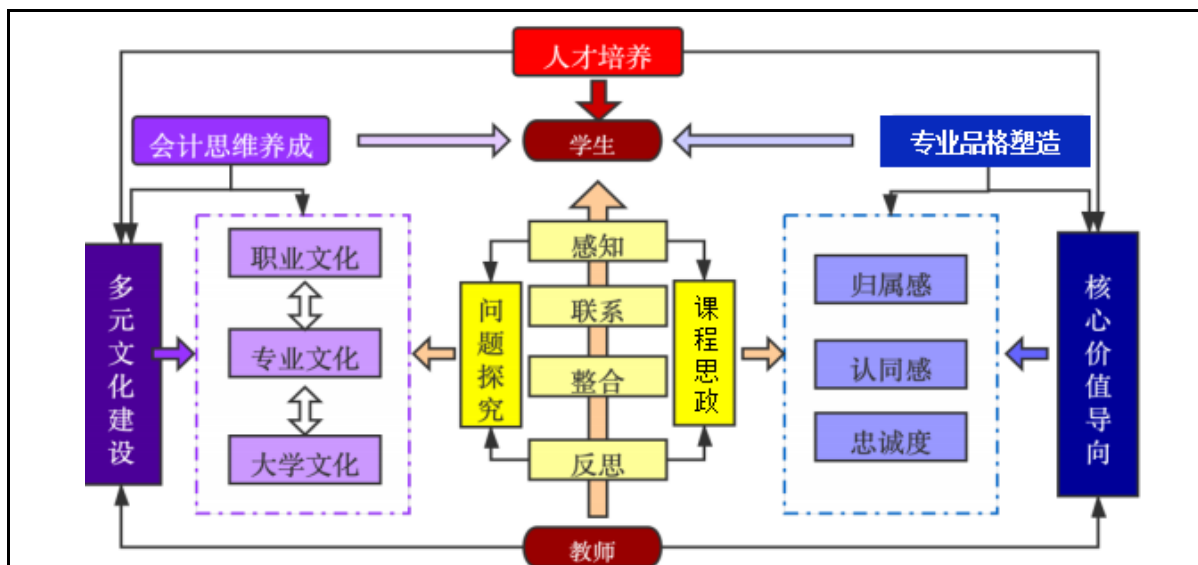 人才培养
会计思维养成
学生
专业品格塑造
多元文化建设
职业文化
专业文化
大学文化
问题探究
感知
联系
整合
反思
课程思政
归属感
认同感
忠诚度
核心价值导向
教师